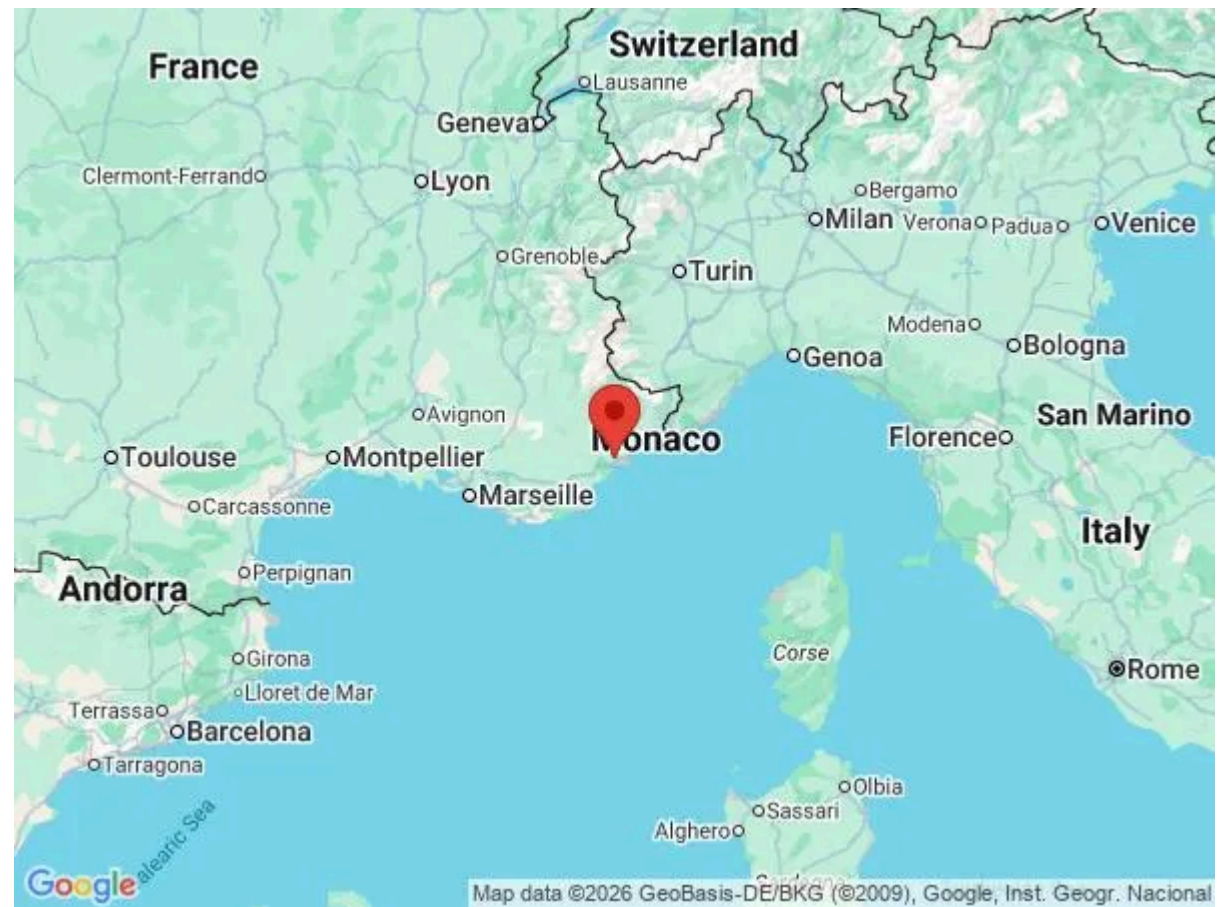 Switzerland
France
Lausanne
Geneva
Clermont-Ferrand
Lyon
Bergamo
Milan
Verona
Padua
Venice
Grenoble
Turin
Modena
Bologna
Genoa
Avignon
San Marino
Monaco
Florence
Toulouse
Montpellier
Marseille
Carcassonne
Italy
Perpignan
Andorra
Corse
Girona
Rome
Lloret de Mar
Terrassa
Barcelona
Tarragona
Olbia
Sassari
Alghero
alearic Sea
Google
Map data ©2026 GeoBasis-DE/BKG (©2009), Google, Inst. Geogr. Nacional